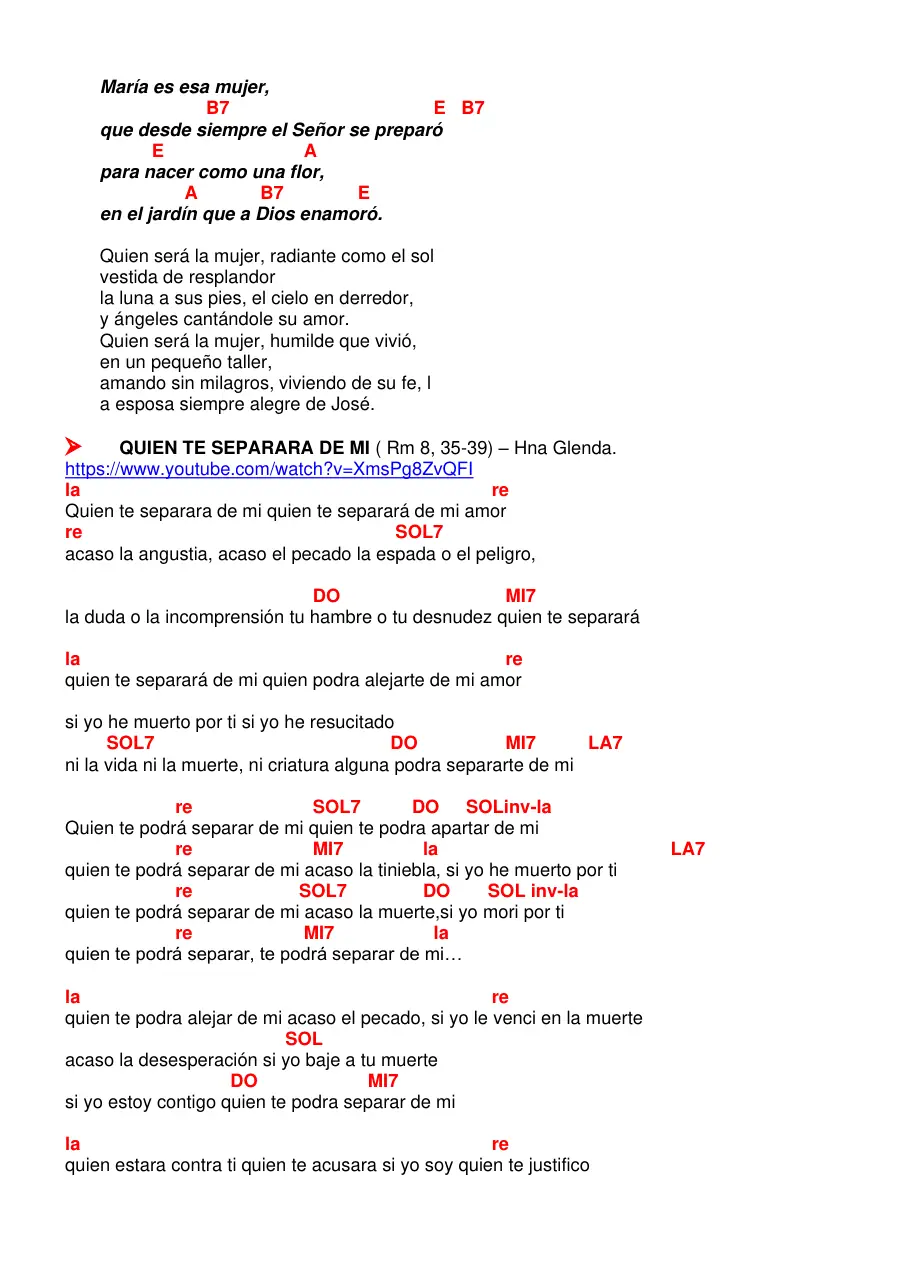 María es esa mujer,
B7 E B7
que desde siempre el Señor se preparó
E A
para nacer como una flor,
A B7 E
en el jardín que a Dios enamoró.
Quien será la mujer, radiante como el sol
vestida de resplandor
la luna a sus pies, el cielo en derredor,
y ángeles cantándole su amor.
Quien será la mujer, humilde que vivió,
en un pequeño taller,
amando sin milagros, viviendo de su fe, l
a esposa siempre alegre de José.
QUIEN TE SEPARARA DE MI ( Rm 8, 35-39) – Hna Glenda.
https://www.youtube.com/watch?v=XmsPg8ZvQFI
la re
Quien te separara de mi quien te separará de mi amor
re SOL7
acaso la angustia, acaso el pecado la espada o el peligro,
DO MI7
la duda o la incomprensión tu hambre o tu desnudez quien te separará
la re
quien te separará de mi quien podra alejarte de mi amor
si yo he muerto por ti si yo he resucitado
SOL7 DO MI7 LA7
ni la vida ni la muerte, ni criatura alguna podra separarte de mi
re SOL7 DO SOLinv-la
Quien te podrá separar de mi quien te podra apartar de mi
re MI7 la LA7
quien te podrá separar de mi acaso la tiniebla, si yo he muerto por ti
re SOL7 DO SOL inv-la
quien te podrá separar de mi acaso la muerte,si yo mori por ti
re MI7 la
quien te podrá separar, te podrá separar de mi…
la re
quien te podra alejar de mi acaso el pecado, si yo le venci en la muerte
SOL
acaso la desesperación si yo baje a tu muerte
DO MI7
si yo estoy contigo quien te podra separar de mi
la re
quien estara contra ti quien te acusara si yo soy quien te justifico